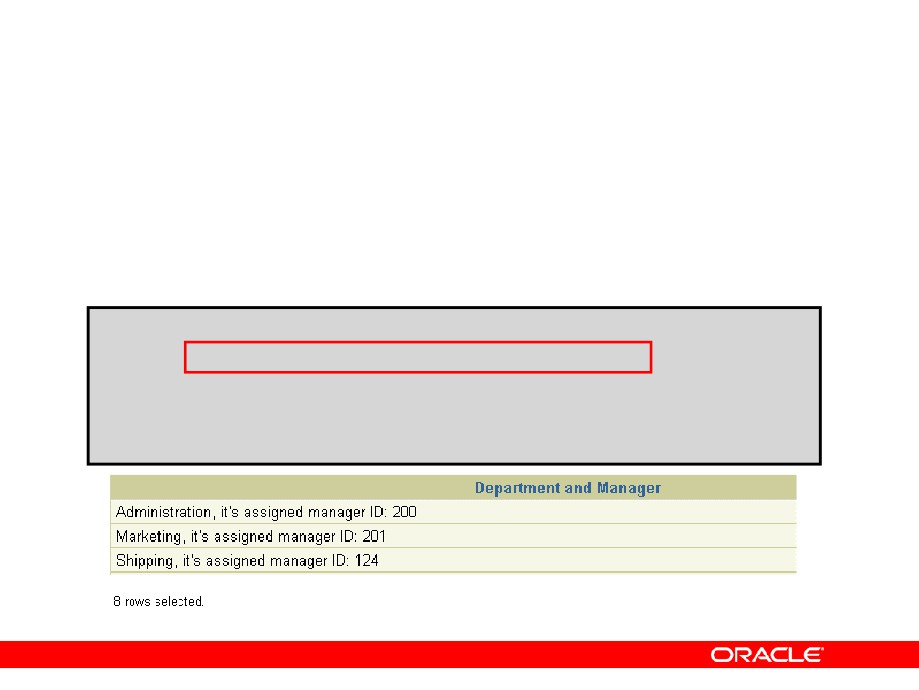 Department and Manager
Administration, it's assigned manager ID: 200
Marketing, it's assigned manager ID: 201
Shipping, it's assigned manager ID: 124
8 rows selected.
ORACLE